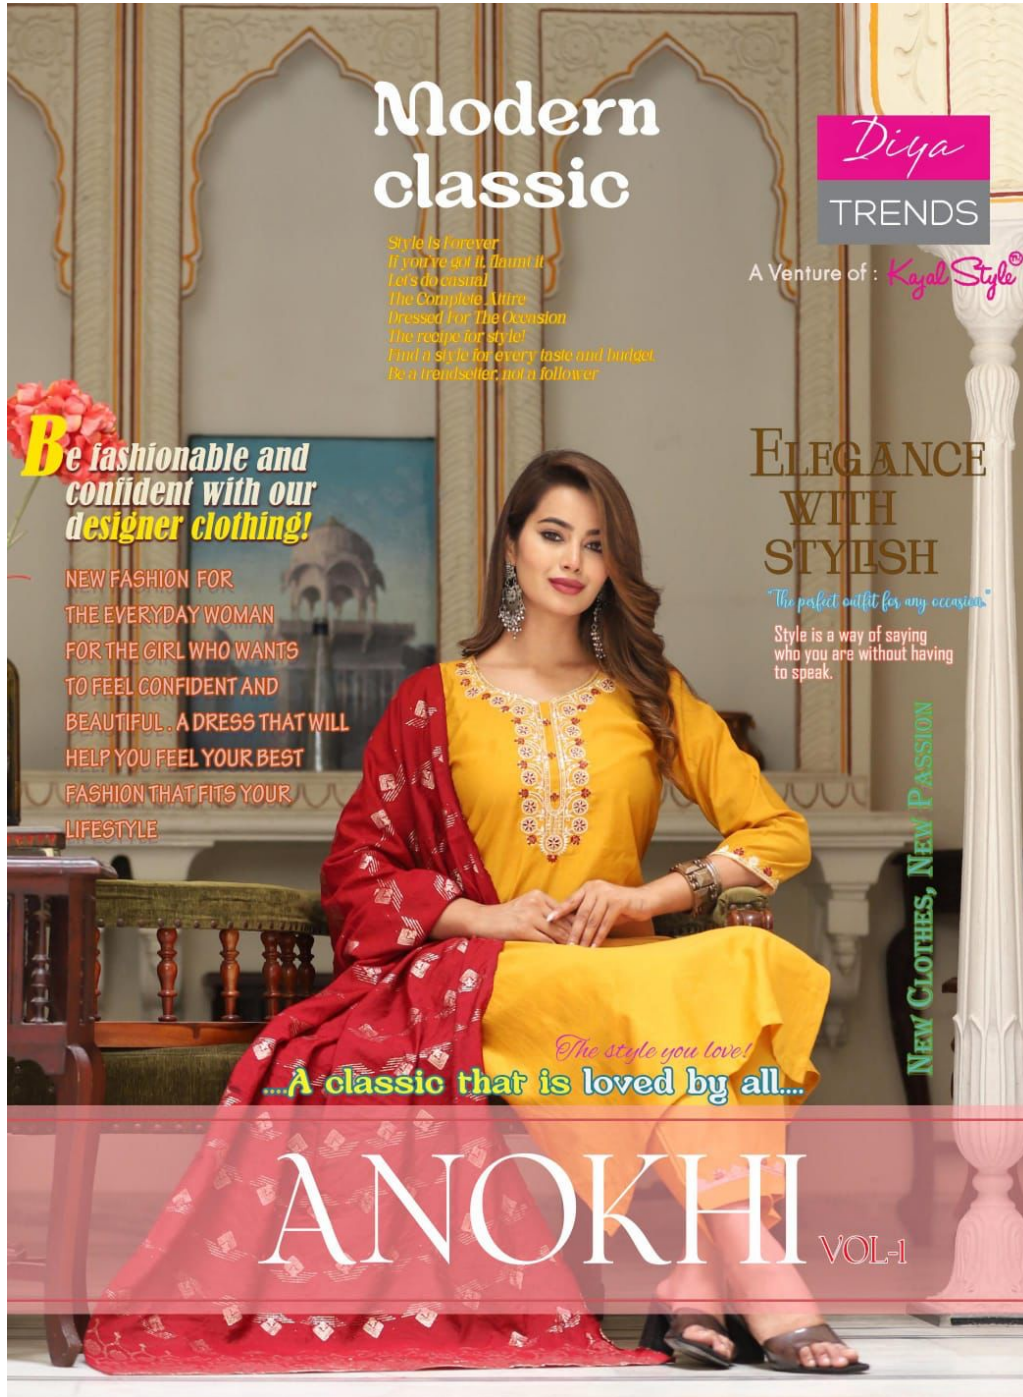 Modern
classic
Style Is Forever
If you've got it, flaunt it
Let's do casual
The Complete Attire
Dressed For The Occasion
The recipe for style!
Find a style for every taste and budget
Be a trendsetter, not a follower
Diya
TRENDS
A Venture of : Kajal Style
Be fashionable and
confident with our
designer clothing!
NEW FASHION FOR
THE EVERYDAY WOMAN
FOR THE GIRL WHO WANTS
TO FEEL CONFIDENT AND
BEAUTIFUL . A DRESS THAT WILL
HELP YOU FEEL YOUR BEST
FASHION THAT FITS YOUR
LIFESTYLE
ELEGANCE
WITH
STYLISH
"The perfect outfit for any occasion."
Style is a way of saying
who you are without having
to speak.
NEW CLOTHES, NEW PASSION
The style you love!
....A classic that is loved by all....
ANOKHI
VOL-1